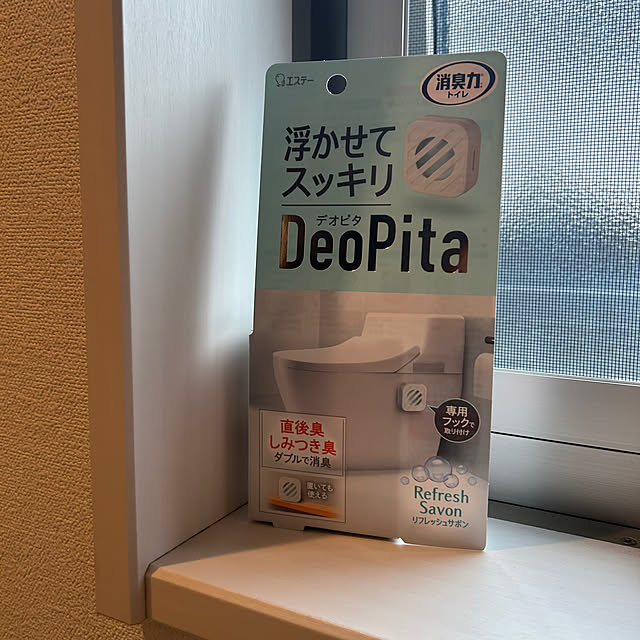 エステー
消臭力
トイレ
浮かせて
スッキリ
デオピタ
DeoPita
専用
フックで
取り付け
直後臭
しみつき臭
ダブルで消臭
置いても
使える
Refresh
Savon
リフレッシュサボン